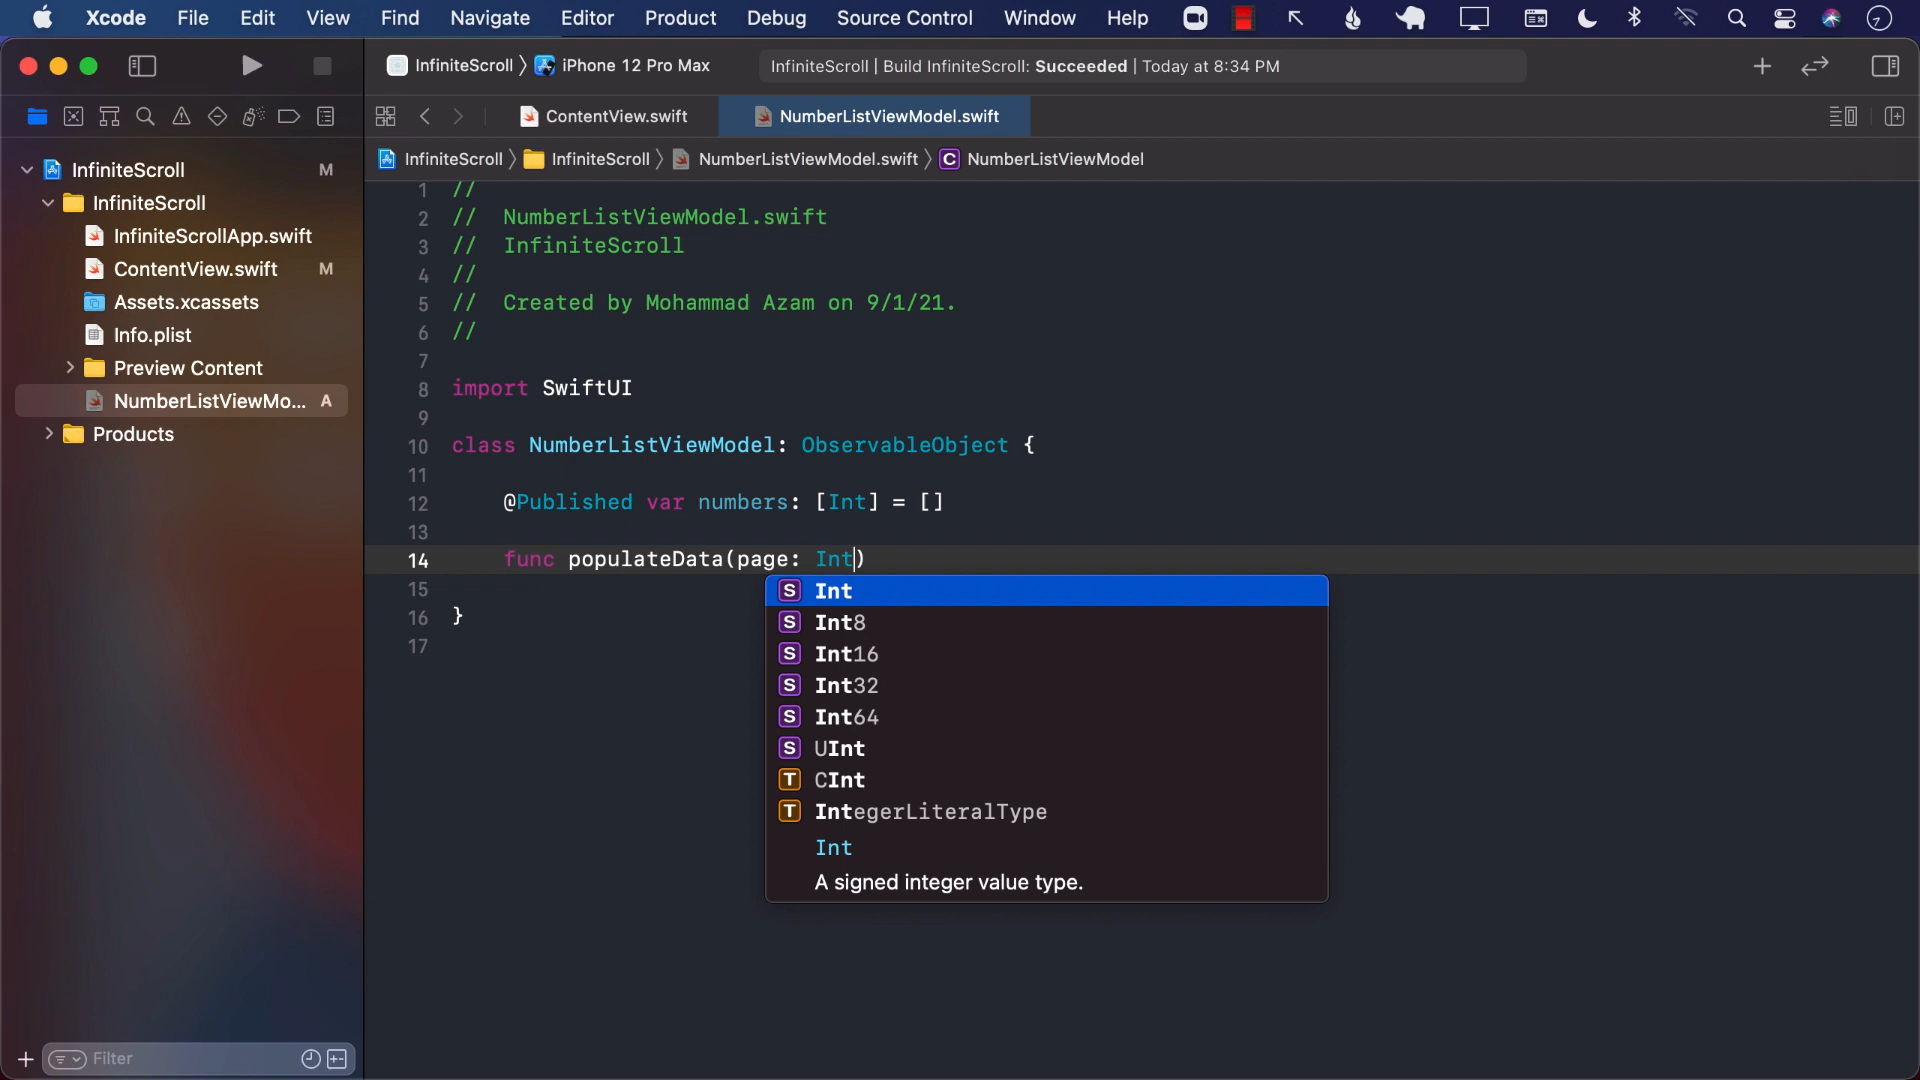 Xcode File Edit View Find Navigate Editor Product Debug Source Control Window Help
InfiniteScroll 〉 iPhone 12 Pro Max
InfiniteScroll | Build InfiniteScroll: Succeeded | Today at 8:34 PM
ContentView.swift
NumberListViewModel.swift
InfiniteScroll 〉 InfiniteScroll 〉 NumberListViewModel.swift 〉 C NumberListViewModel
InfiniteScroll M
InfiniteScroll
InfiniteScrollApp.swift
ContentView.swift M
Assets.xcassets
Info.plist
Preview Content
NumberListViewMo... A
Products
Filter
1 //
2 // NumberListViewModel.swift
3 // InfiniteScroll
4 //
5 // Created by Mohammad Azam on 9/1/21.
6 //
7
8 import SwiftUI
9
10 class NumberListViewModel: ObservableObject {
11
12 @Published var numbers: [Int] = []
13
14 func populateData(page: Int)
15
16 }
17
S Int
S Int8
S Int16
S Int32
S Int64
S UInt
T CInt
T IntegerLiteralType
Int
A signed integer value type.